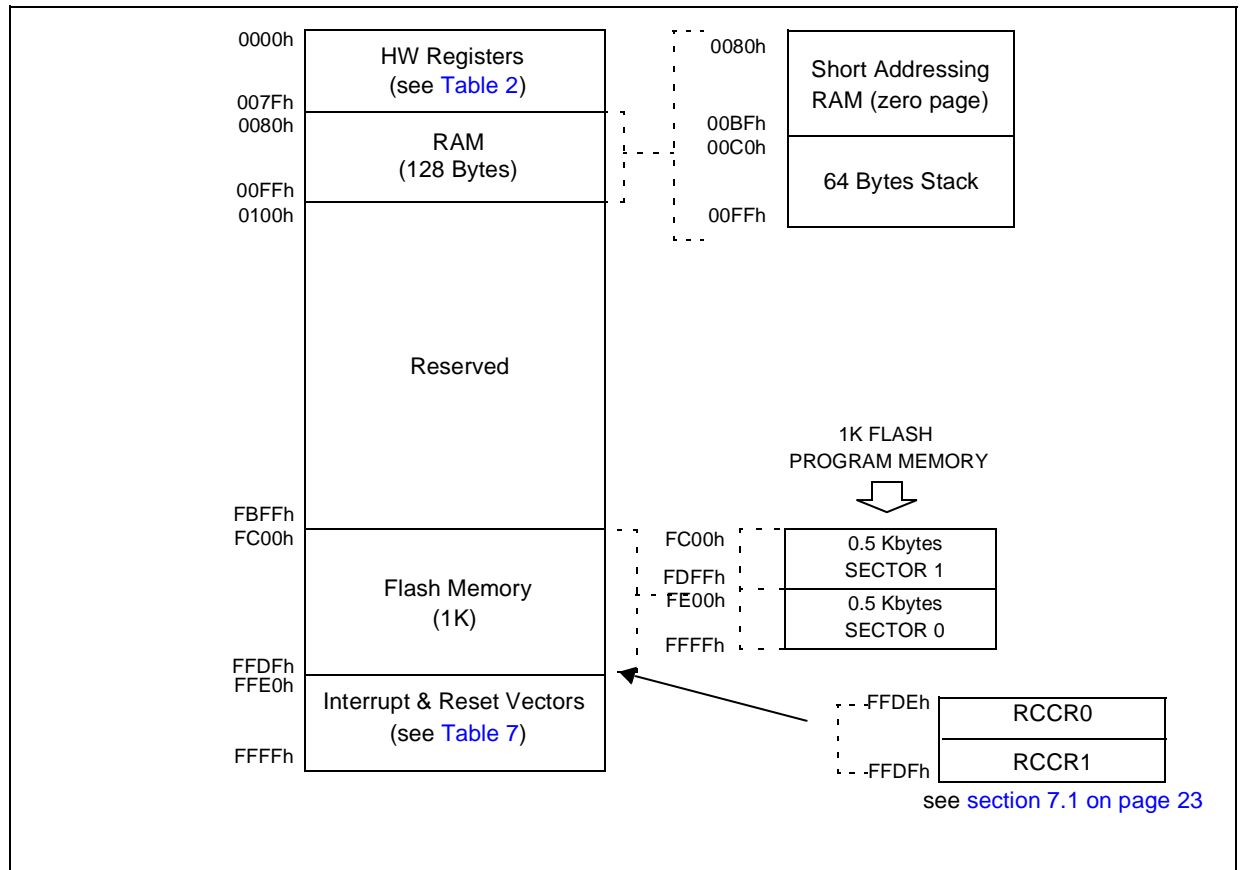 0000h
HW Registers
(see Table 2)
007Fh
0080h
RAM
(128 Bytes)
00FFh
0100h
Reserved
FBFFh
FC00h
Flash Memory
(1K)
FFDFh
FFE0h
Interrupt & Reset Vectors
(see Table 7)
FFFFh
0080h
Short Addressing
RAM (zero page)
00BFh
00C0h
64 Bytes Stack
00FFh
1K FLASH
PROGRAM MEMORY
FC00h
0.5 Kbytes
SECTOR 1
FDFFh
FE00h
0.5 Kbytes
SECTOR 0
FFFFh
FFDEh
RCCR0
RCCR1
FFDFh
see section 7.1 on page 23